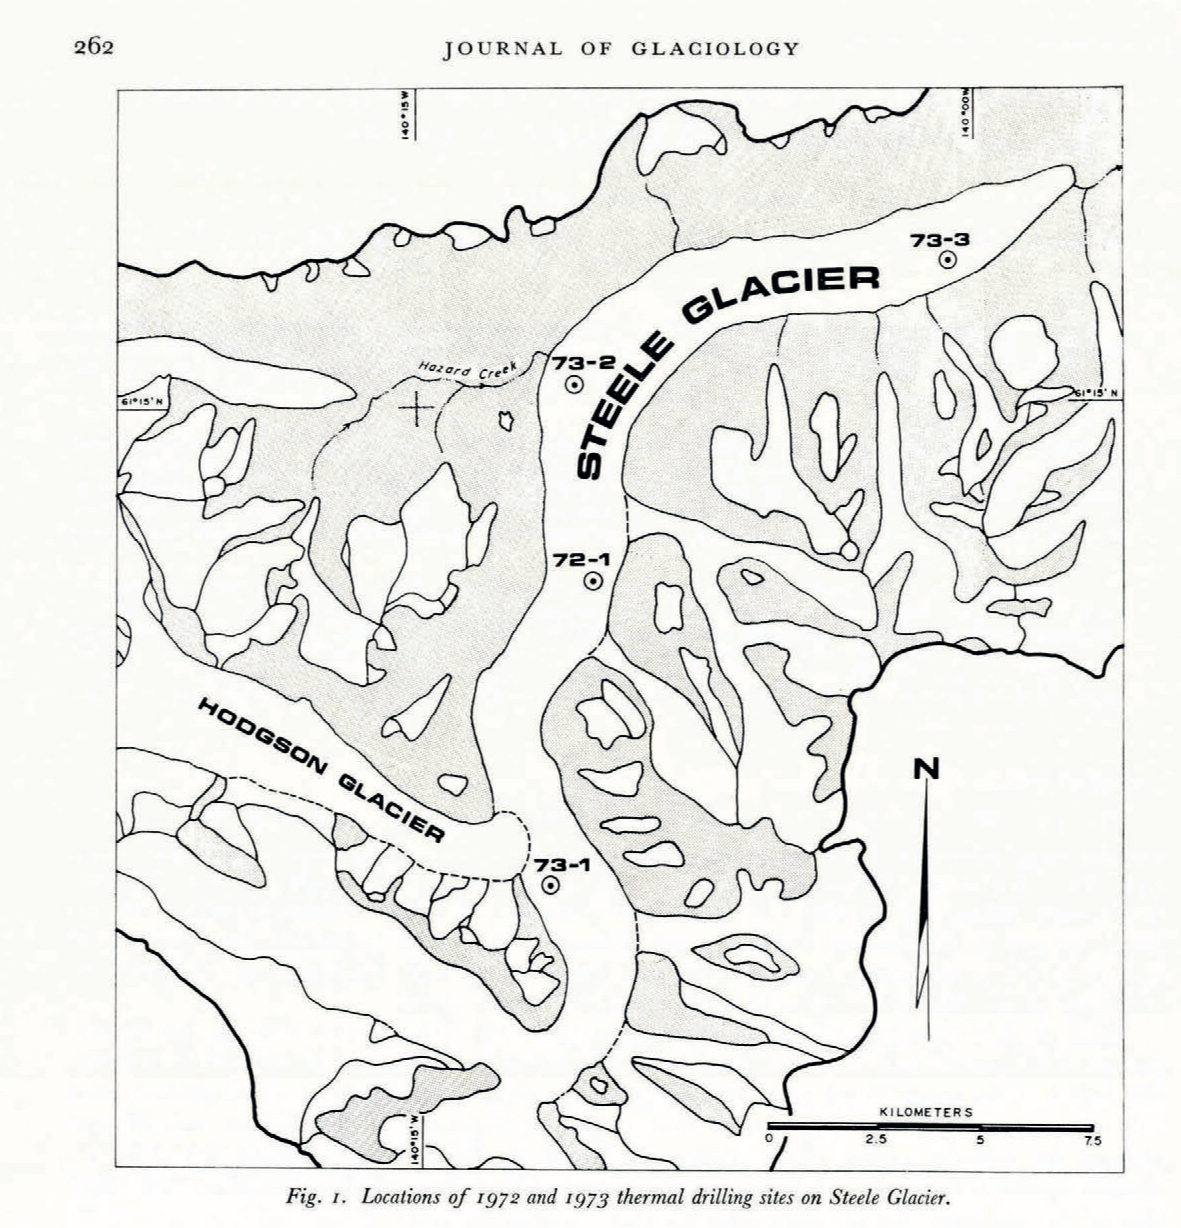 262
JOURNAL OF GLACIOLOGY
140°15'W
140°00'W
73-3
STEELE GLACIER
Hazard Creek
73-2
61°15'N
61°15'N
72-1
HODGSON GLACIER
N
73-1
KILOMETERS
0 2.5 5 7.5
140°15'W
Fig. 1. Locations of 1972 and 1973 thermal drilling sites on Steele Glacier.